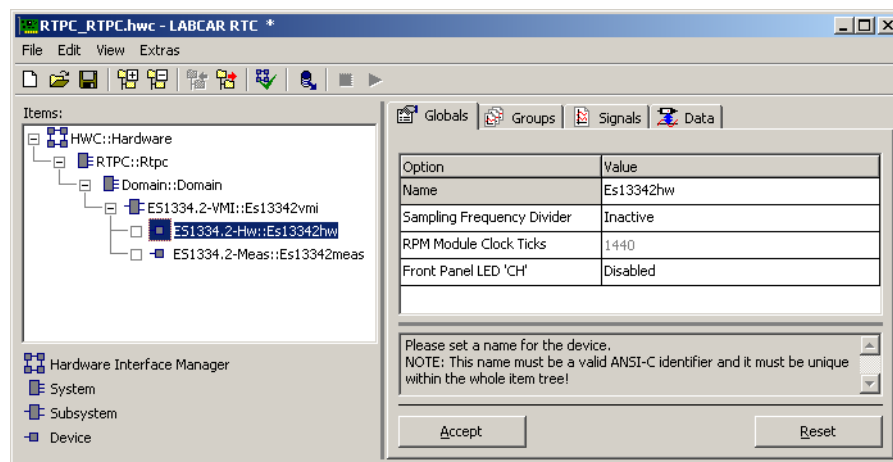 RTPC_RTPC.hwc - LABCAR RTC *
File Edit View Extras
Items:
HWC::Hardware
RTPC::Rtpc
Domain::Domain
ES1334.2-VMI::Es13342vmi
ES1334.2-Hw::Es13342hw
ES1334.2-Meas::Es13342meas
Hardware Interface Manager
System
Subsystem
Device
Globals Groups Signals Data
Option Value
Name Es13342hw
Sampling Frequency Divider Inactive
RPM Module Clock Ticks 1440
Front Panel LED 'CH' Disabled
Please set a name for the device.
NOTE: This name must be a valid ANSI-C identifier and it must be unique
within the whole item tree!
Accept Reset